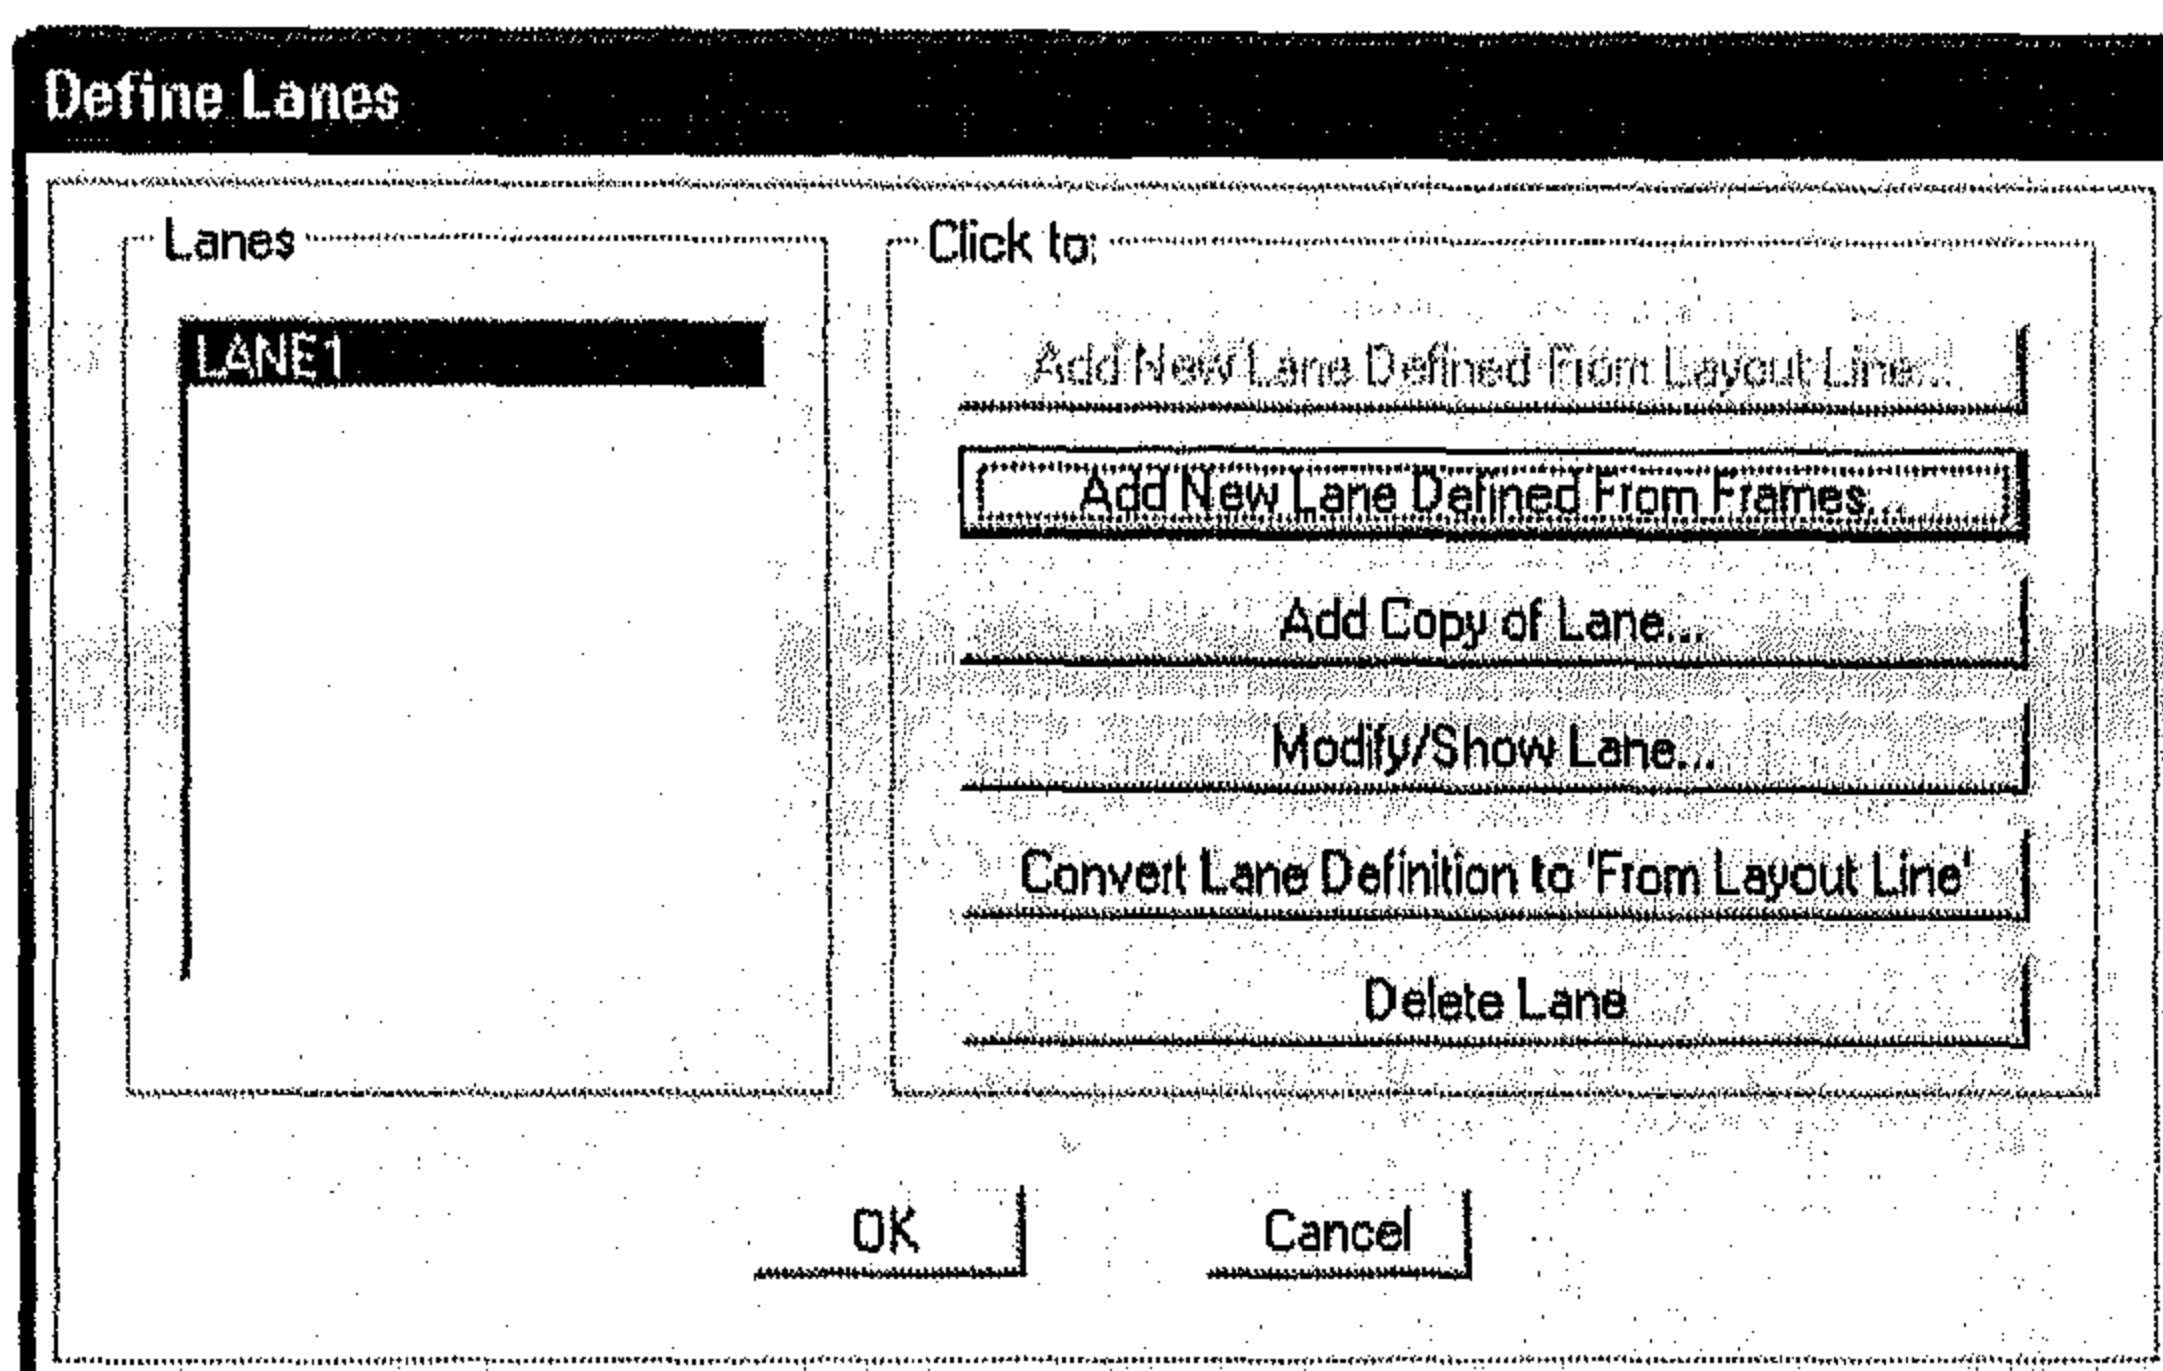 Define Lanes
Lanes
LANE1
Click to:
Add New Lane Defined From Layout Line...
Add New Lane Defined From Frames...
Add Copy of Lane...
Modify/Show Lane...
Convert Lane Definition to 'From Layout Line'
Delete Lane
OK
Cancel